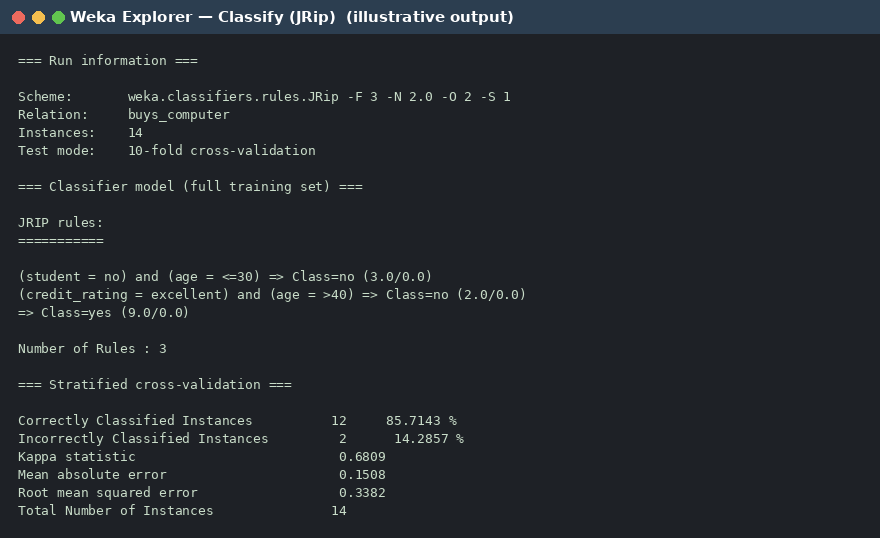 Weka Explorer — Classify (JRip)  (illustrative output)
=== Run information ===
Scheme:       weka.classifiers.rules.JRip -F 3 -N 2.0 -O 2 -S 1
Relation:     buys_computer
Instances:    14
Test mode:    10-fold cross-validation
=== Classifier model (full training set) ===
JRIP rules:
===========
(student = no) and (age = <=30) => Class=no (3.0/0.0)
(credit_rating = excellent) and (age = >40) => Class=no (2.0/0.0)
=> Class=yes (9.0/0.0)
Number of Rules : 3
=== Stratified cross-validation ===
Correctly Classified Instances          12     85.7143 %
Incorrectly Classified Instances         2      14.2857 %
Kappa statistic                          0.6809
Mean absolute error                      0.1508
Root mean squared error                  0.3382
Total Number of Instances               14